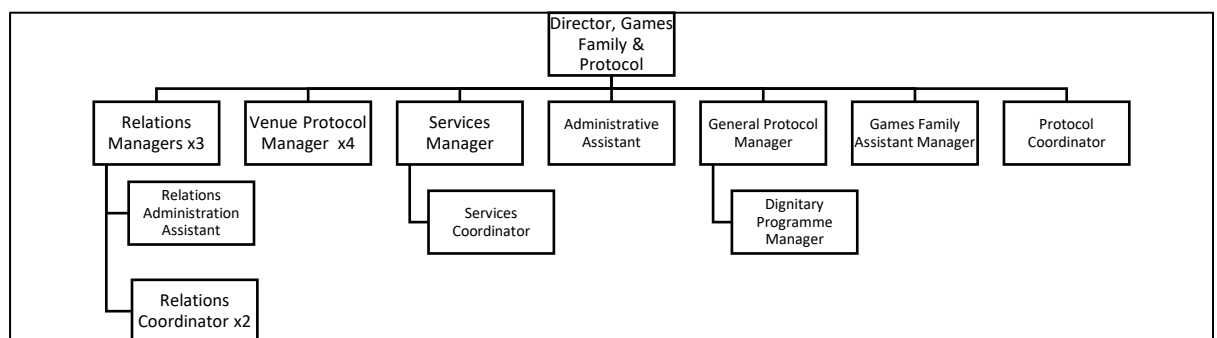 Director, Games
Family &
Protocol
Relations
Managers x3
Venue Protocol
Manager x4
Services
Manager
Administrative
Assistant
General Protocol
Manager
Games Family
Assistant Manager
Protocol
Coordinator
Relations
Administration
Assistant
Services
Coordinator
Dignitary
Programme
Manager
Relations
Coordinator x2